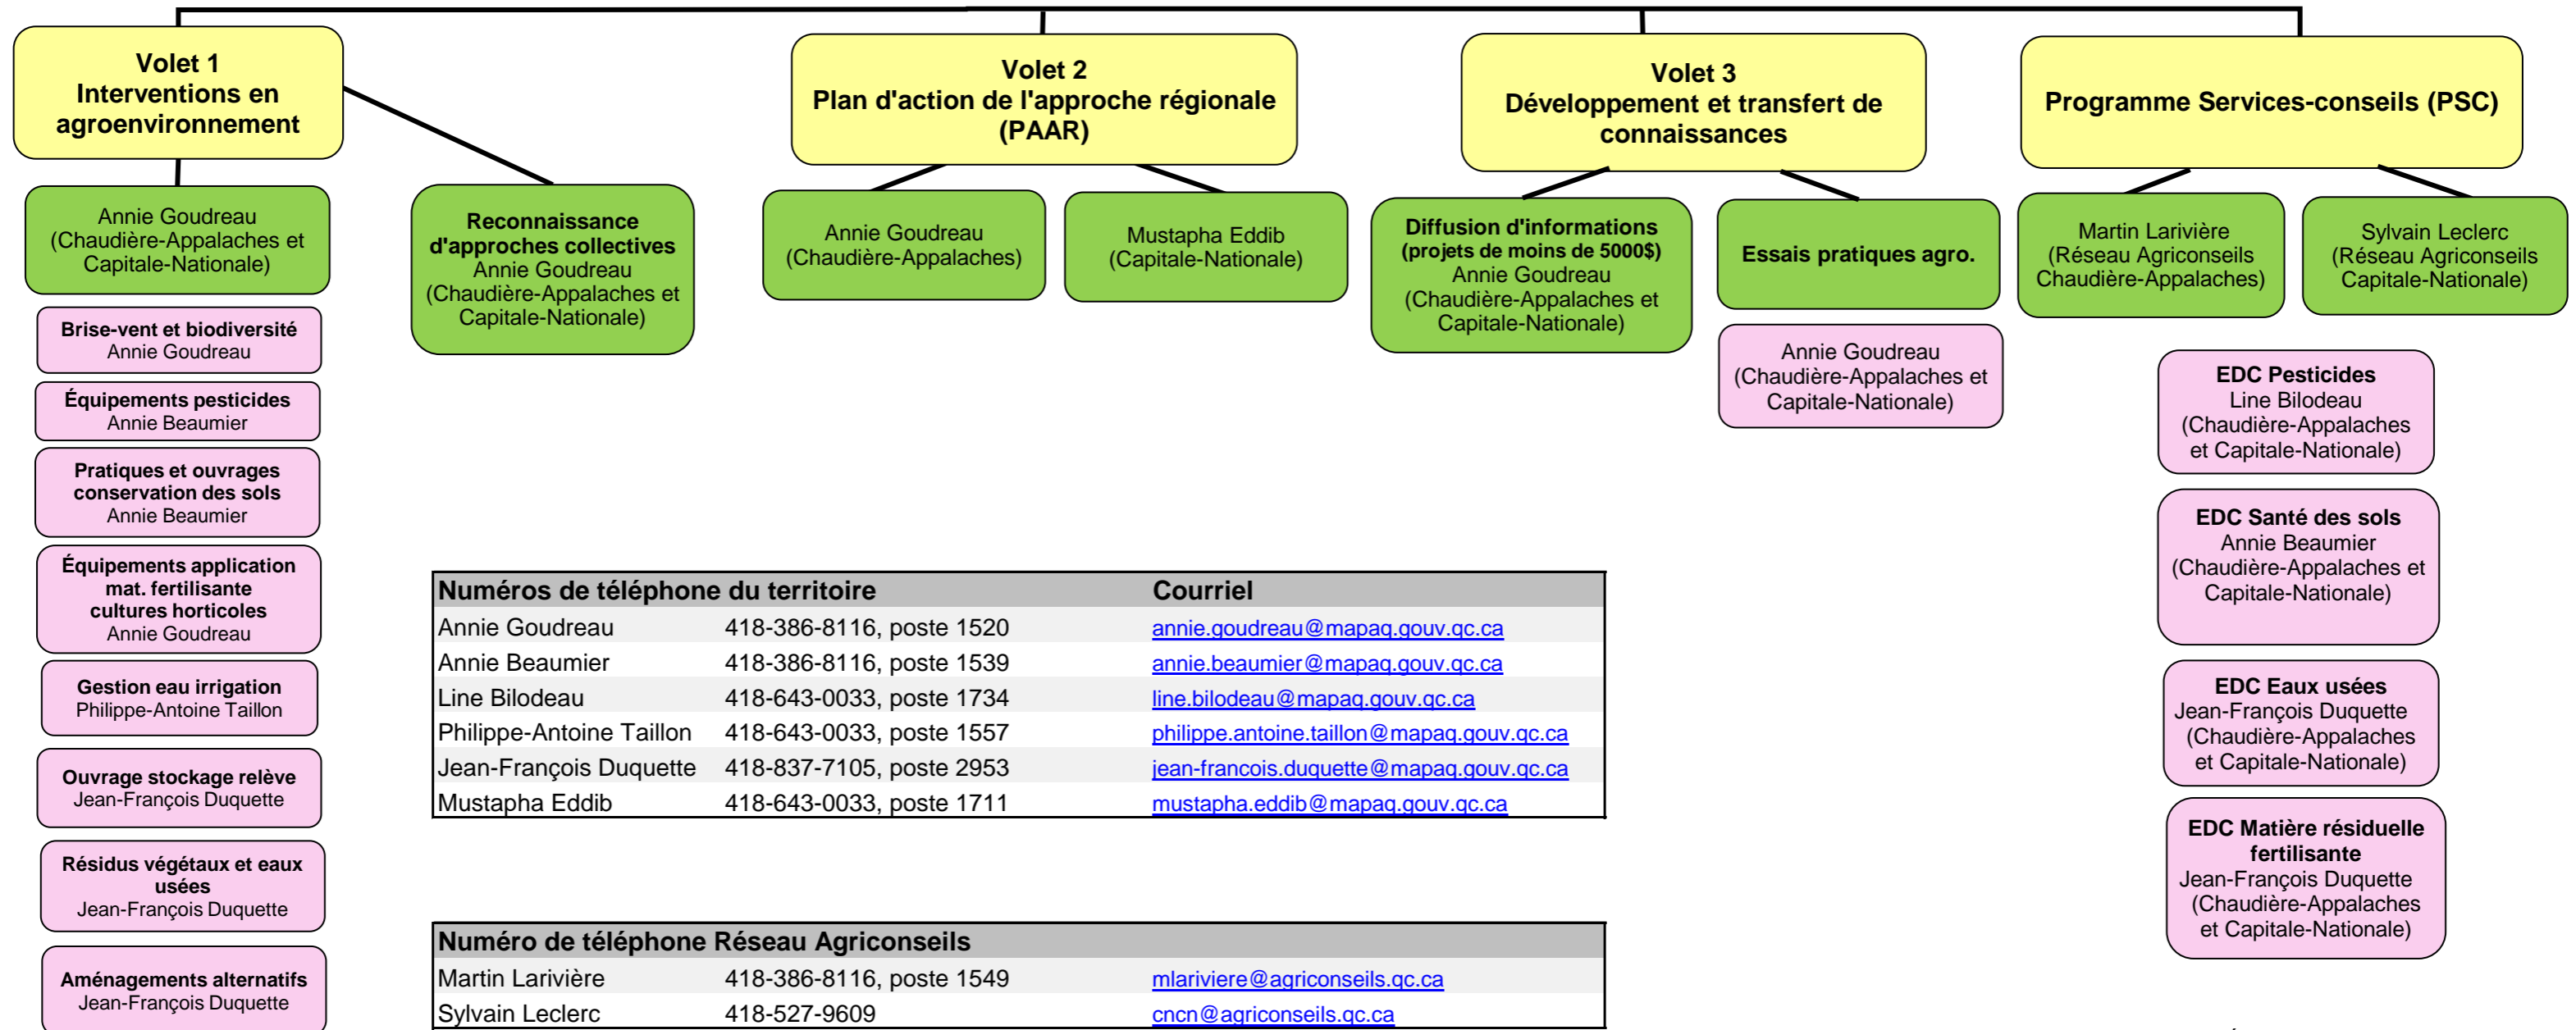 Volet 1
Interventions en
agroenvironnement
Annie Goudreau
(Chaudière-Appalaches et
Capitale-Nationale)
Reconnaissance
d'approches collectives
Annie Goudreau
(Chaudière-Appalaches et
Capitale-Nationale)
Brise-vent et biodiversité
Annie Goudreau
Équipements pesticides
Annie Beaumier
Pratiques et ouvrages
conservation des sols
Annie Beaumier
Équipements application
mat. fertilisante
cultures horticoles
Annie Goudreau
Gestion eau irrigation
Philippe-Antoine Taillon
Ouvrage stockage relève
Jean-François Duquette
Résidus végétaux et eaux
usées
Jean-François Duquette
Aménagements alternatifs
Jean-François Duquette
Volet 2
Plan d'action de l'approche régionale
(PAAR)
Annie Goudreau
(Chaudière-Appalaches)
Mustapha Eddib
(Capitale-Nationale)
Volet 3
Développement et transfert de
connaissances
Diffusion d'informations
(projets de moins de 5000$)
Annie Goudreau
(Chaudière-Appalaches et
Capitale-Nationale)
Essais pratiques agro.
Annie Goudreau
(Chaudière-Appalaches et
Capitale-Nationale)
Programme Services-conseils (PSC)
Martin Larivière
(Réseau Agriconseils
Chaudière-Appalaches)
Sylvain Leclerc
(Réseau Agriconseils
Capitale-Nationale)
EDC Pesticides
Line Bilodeau
(Chaudière-Appalaches
et Capitale-Nationale)
EDC Santé des sols
Annie Beaumier
(Chaudière-Appalaches et
Capitale-Nationale)
EDC Eaux usées
Jean-François Duquette
(Chaudière-Appalaches
et Capitale-Nationale)
EDC Matière résiduelle
fertilisante
Jean-François Duquette
(Chaudière-Appalaches
et Capitale-Nationale)
Numéros de téléphone du territoire Courriel
Annie Goudreau 418-386-8116, poste 1520 annie.goudreau@mapaq.gouv.qc.ca
Annie Beaumier 418-386-8116, poste 1539 annie.beaumier@mapaq.gouv.qc.ca
Line Bilodeau 418-643-0033, poste 1734 line.bilodeau@mapaq.gouv.qc.ca
Philippe-Antoine Taillon 418-643-0033, poste 1557 philippe.antoine.taillon@mapaq.gouv.qc.ca
Jean-François Duquette 418-837-7105, poste 2953 jean-francois.duquette@mapaq.gouv.qc.ca
Mustapha Eddib 418-643-0033, poste 1711 mustapha.eddib@mapaq.gouv.qc.ca
Numéro de téléphone Réseau Agriconseils
Martin Larivière 418-386-8116, poste 1549 mlariviere@agriconseils.qc.ca
Sylvain Leclerc 418-527-9609 cncn@agriconseils.qc.ca